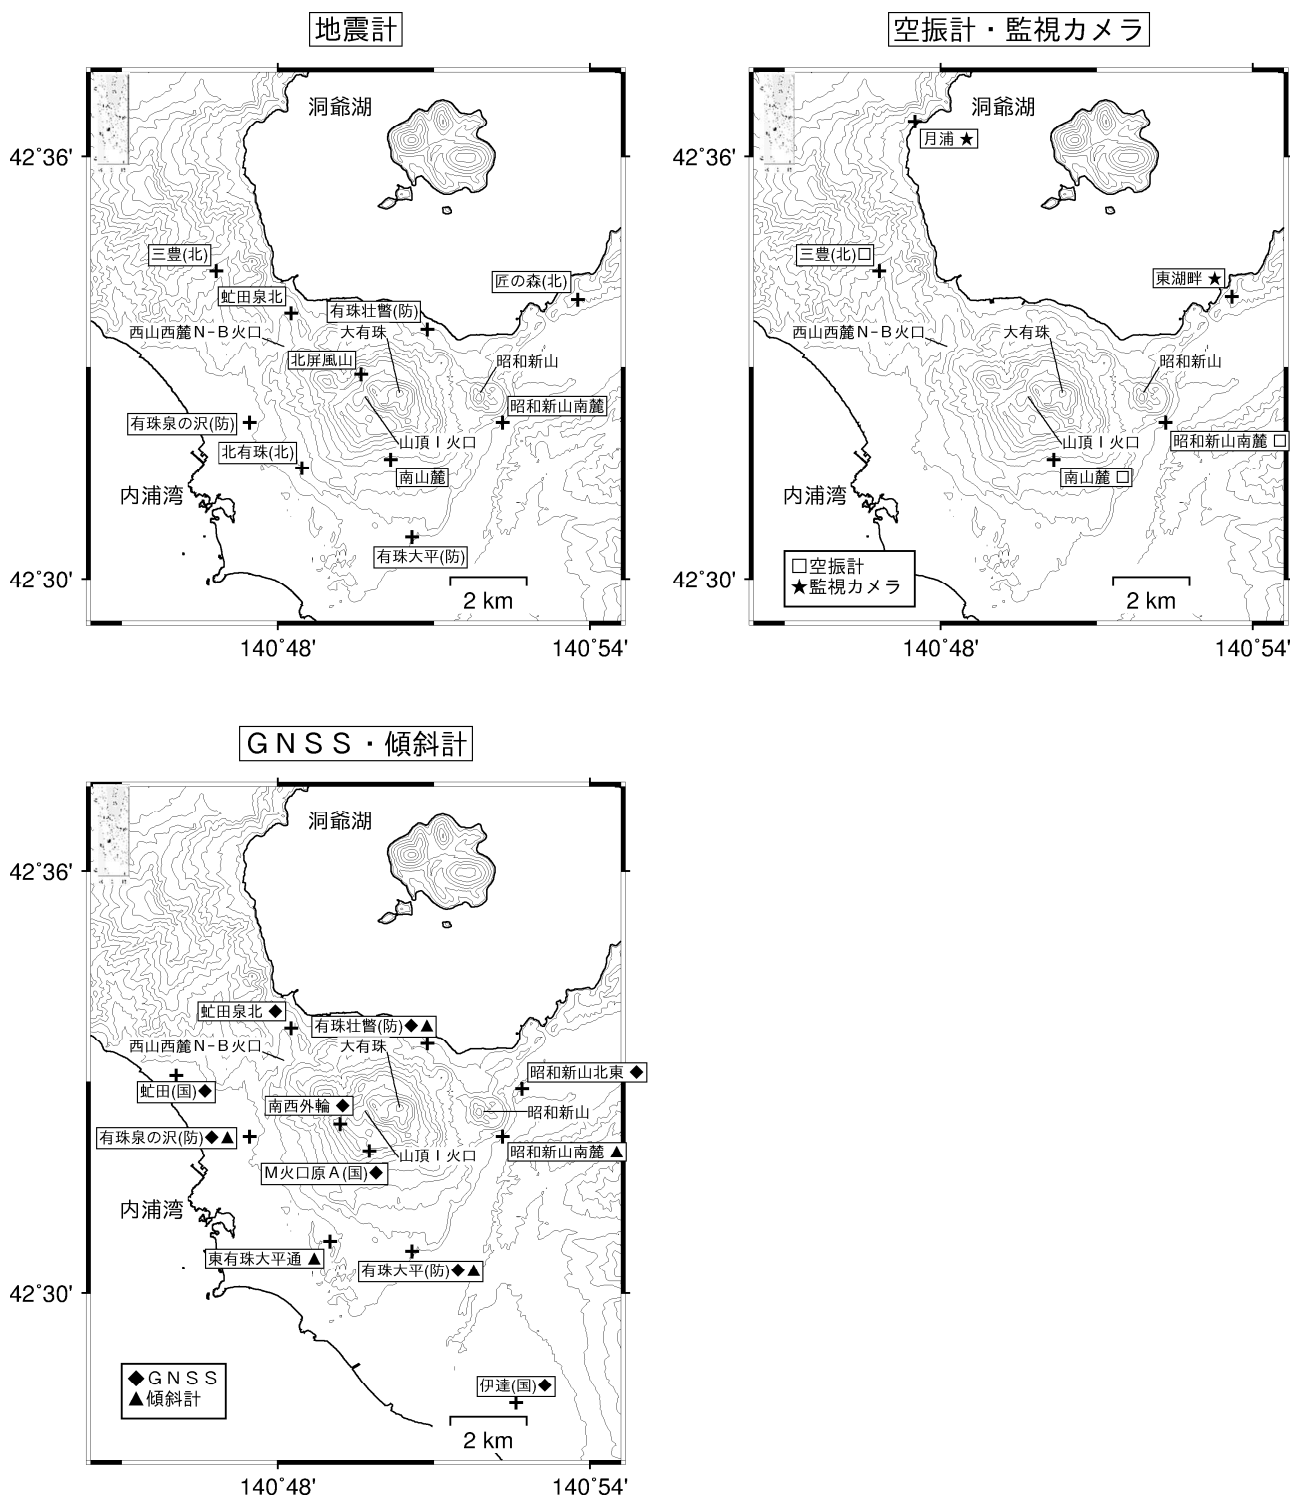 地震計
洞爺湖
42°36'
三豊(北)
匠の森(北)
虻田泉北
有珠壮瞥(防)
西山西麓N-B火口
大有珠
北屏風山
昭和新山
昭和新山南麓
有珠泉の沢(防)
山頂I火口
北有珠(北)
南山麓
内浦湾
有珠大平(防)
42°30'
2 km
140°48'
140°54'
空振計・監視カメラ
洞爺湖
月浦 ★
42°36'
三豊(北)□
東湖畔 ★
西山西麓N-B火口
大有珠
昭和新山
山頂I火口
昭和新山南麓 □
南山麓 □
内浦湾
□空振計
★監視カメラ
42°30'
2 km
140°48'
140°54'
GNSS・傾斜計
洞爺湖
42°36'
虻田泉北 ◆
有珠壮瞥(防)◆▲
西山西麓N-B火口
大有珠
昭和新山北東 ◆
虻田(国)◆
南西外輪 ◆
昭和新山
有珠泉の沢(防)◆▲
昭和新山南麓 ▲
山頂I火口
M火口原A(国)◆
内浦湾
東有珠大平通 ▲
有珠大平(防)◆▲
42°30'
◆GNSS
▲傾斜計
伊達(国)◆
2 km
140°48'
140°54'